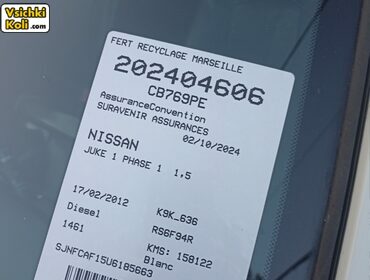 Vsichki
Koli .com
FERT RECYCLAGE MARSEILLE
202404606
CB769PE
AssuranceConvention
SURAVENIR ASSURANCES
02/10/2024
NISSAN
JUKE 1 PHASE 1 1,5
17/02/2012 K9K_636
Diesel RS6F94R
1461 KMS: 158122
Blanc
SJNFCAF15U6185663